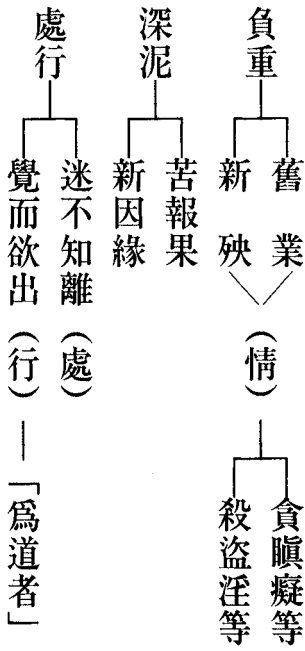 負重
舊業
新殃
（情）
貪瞋癡等
殺盜淫等
深泥
苦報果
新因緣
處行
迷不知離（處）
覺而欲出（行）
「爲道者」